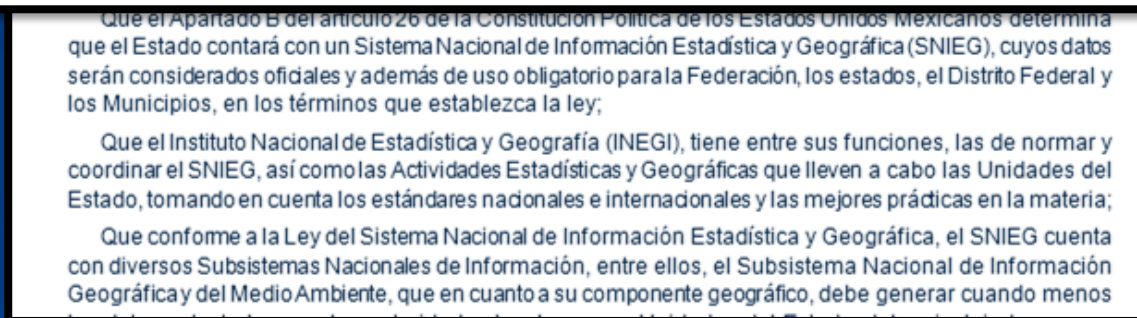 Que el Apartado B del artículo 26 de la Constitución Política de los Estados Unidos Mexicanos determina
que el Estado contará con un Sistema Nacional de Información Estadística y Geográfica (SNIEG), cuyos datos
serán considerados oficiales y además de uso obligatorio para la Federación, los estados, el Distrito Federal y
los Municipios, en los términos que establezca la ley;
Que el Instituto Nacional de Estadística y Geografía (INEGI), tiene entre sus funciones, las de normar y
coordinar el SNIEG, así como las Actividades Estadísticas y Geográficas que lleven a cabo las Unidades del
Estado, tomando en cuenta los estándares nacionales e internacionales y las mejores prácticas en la materia;
Que conforme a la Ley del Sistema Nacional de Información Estadística y Geográfica, el SNIEG cuenta
con diversos Subsistemas Nacionales de Información, entre ellos, el Subsistema Nacional de Información
Geográfica y del Medio Ambiente, que en cuanto a su componente geográfico, debe generar cuando menos